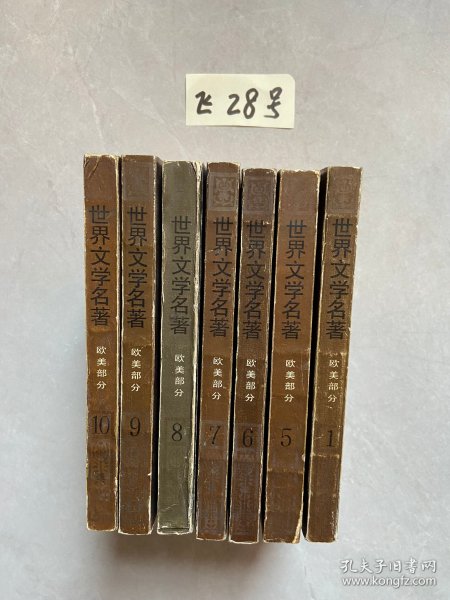 飞28号
世界文学名著
欧美部分
10
世界文学名著
欧美部分
9
世界文学名著
欧美部分
8
世界文学名著
欧美部分
7
世界文学名著
欧美部分
6
世界文学名著
欧美部分
5
世界文学名著
欧美部分
1
孔夫子旧书网
www.kongfz.com